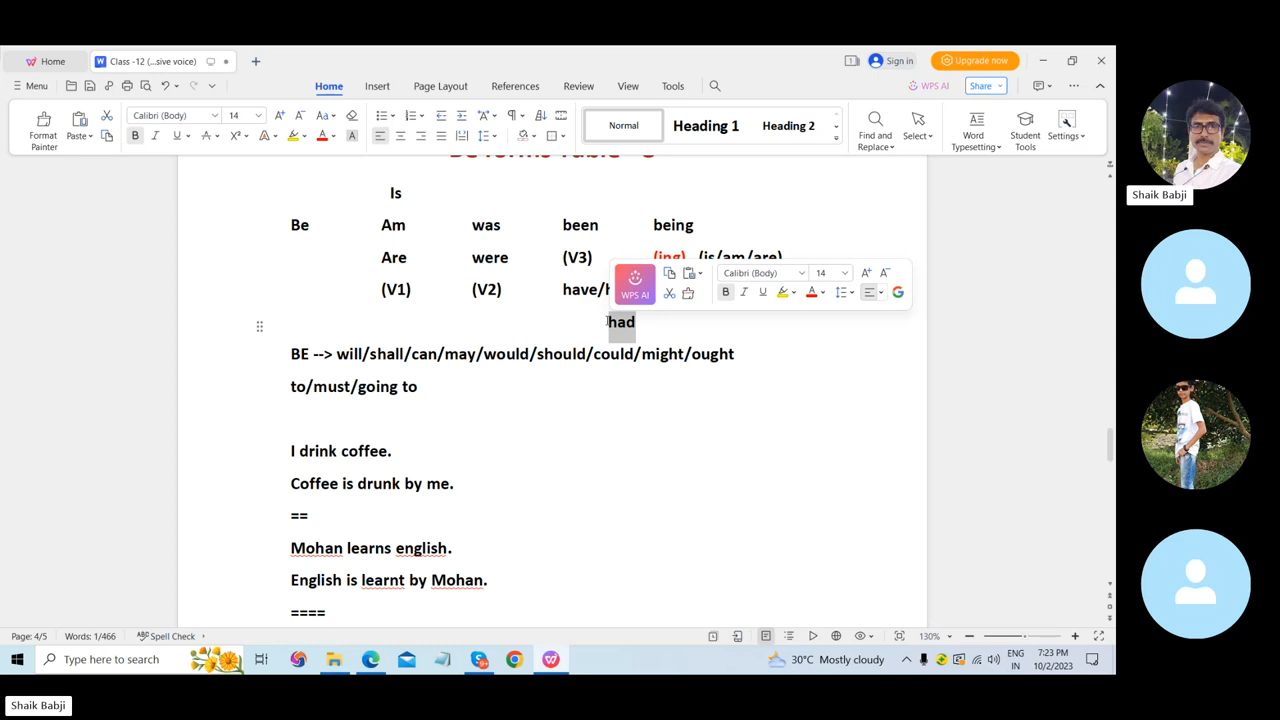 Home
Class -12 (...sive voice)
Sign in
Upgrade now
Menu
Home
Insert
Page Layout
References
Review
View
Tools
WPS AI
Share
Format
Painter
Paste
Calibri (Body)
14
Normal
Heading 1
Heading 2
Find and
Replace
Select
Word
Typesetting
Student
Tools
Settings
Shaik Babji
Is
Be Am was been being
Are were (V3) (ing) (is/am/are)
(V1) (V2) have/h
WPS AI
Calibri (Body)
14
had
BE --> will/shall/can/may/would/should/could/might/ought
to/must/going to
I drink coffee.
Coffee is drunk by me.
==
Mohan learns english.
English is learnt by Mohan.
====
Page: 4/5
Words: 1/466
Spell Check
130%
Type here to search
30°C Mostly cloudy
ENG
IN
7:23 PM
10/2/2023
Shaik Babji